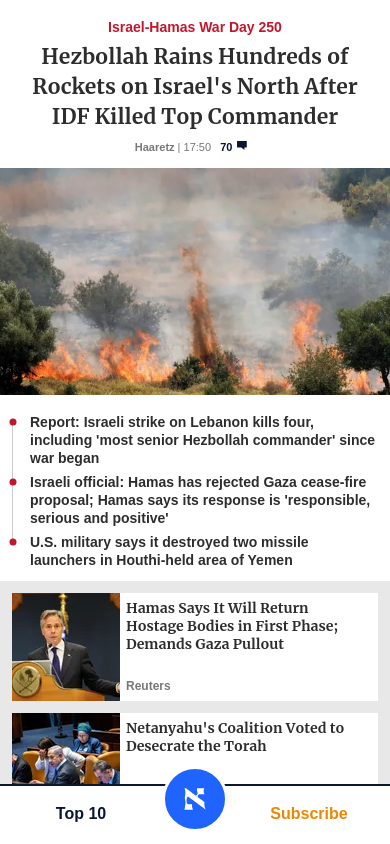 Israel-Hamas War Day 250
Hezbollah Rains Hundreds of
Rockets on Israel's North After
IDF Killed Top Commander
Haaretz | 17:50 70
Report: Israeli strike on Lebanon kills four,
including 'most senior Hezbollah commander' since
war began
Israeli official: Hamas has rejected Gaza cease-fire
proposal; Hamas says its response is 'responsible,
serious and positive'
U.S. military says it destroyed two missile
launchers in Houthi-held area of Yemen
Hamas Says It Will Return
Hostage Bodies in First Phase;
Demands Gaza Pullout
Reuters
Netanyahu's Coalition Voted to
Desecrate the Torah
Top 10
א
Subscribe